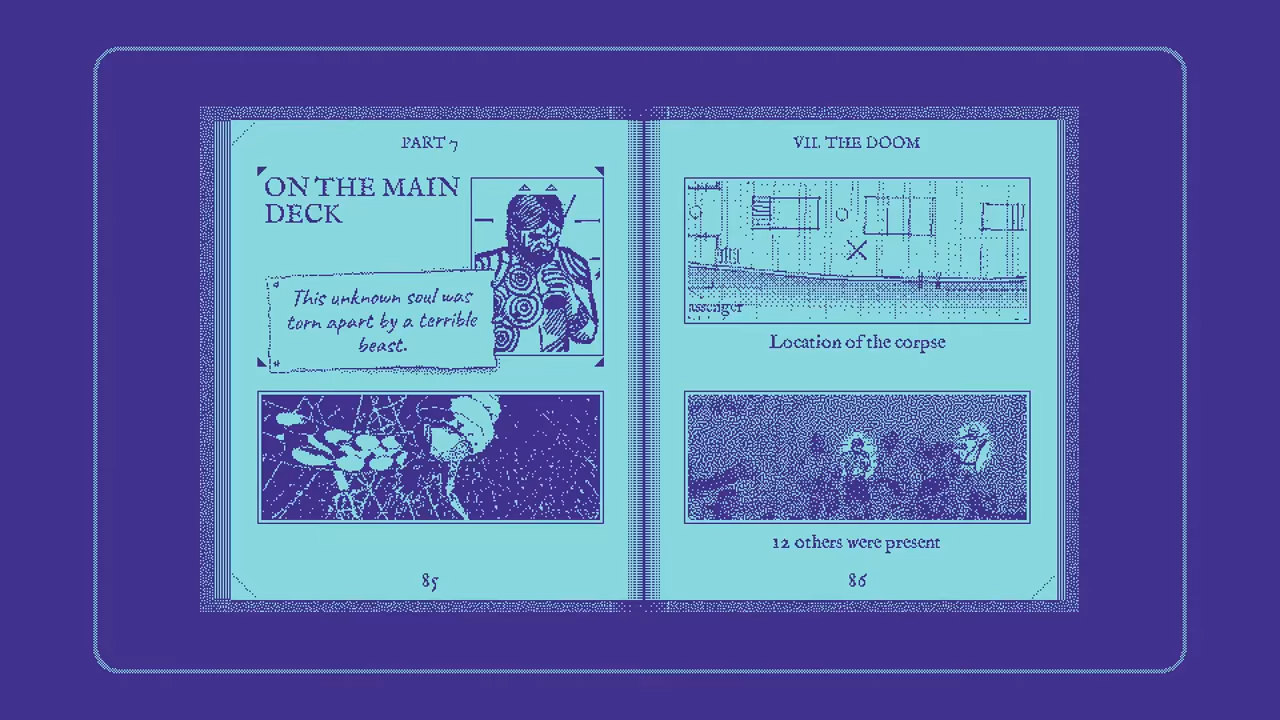 PART 7
ON THE MAIN
DECK
This unknown soul was
torn apart by a terrible
beast.
85
VII. THE DOOM
assenger
Location of the corpse
12 others were present
86